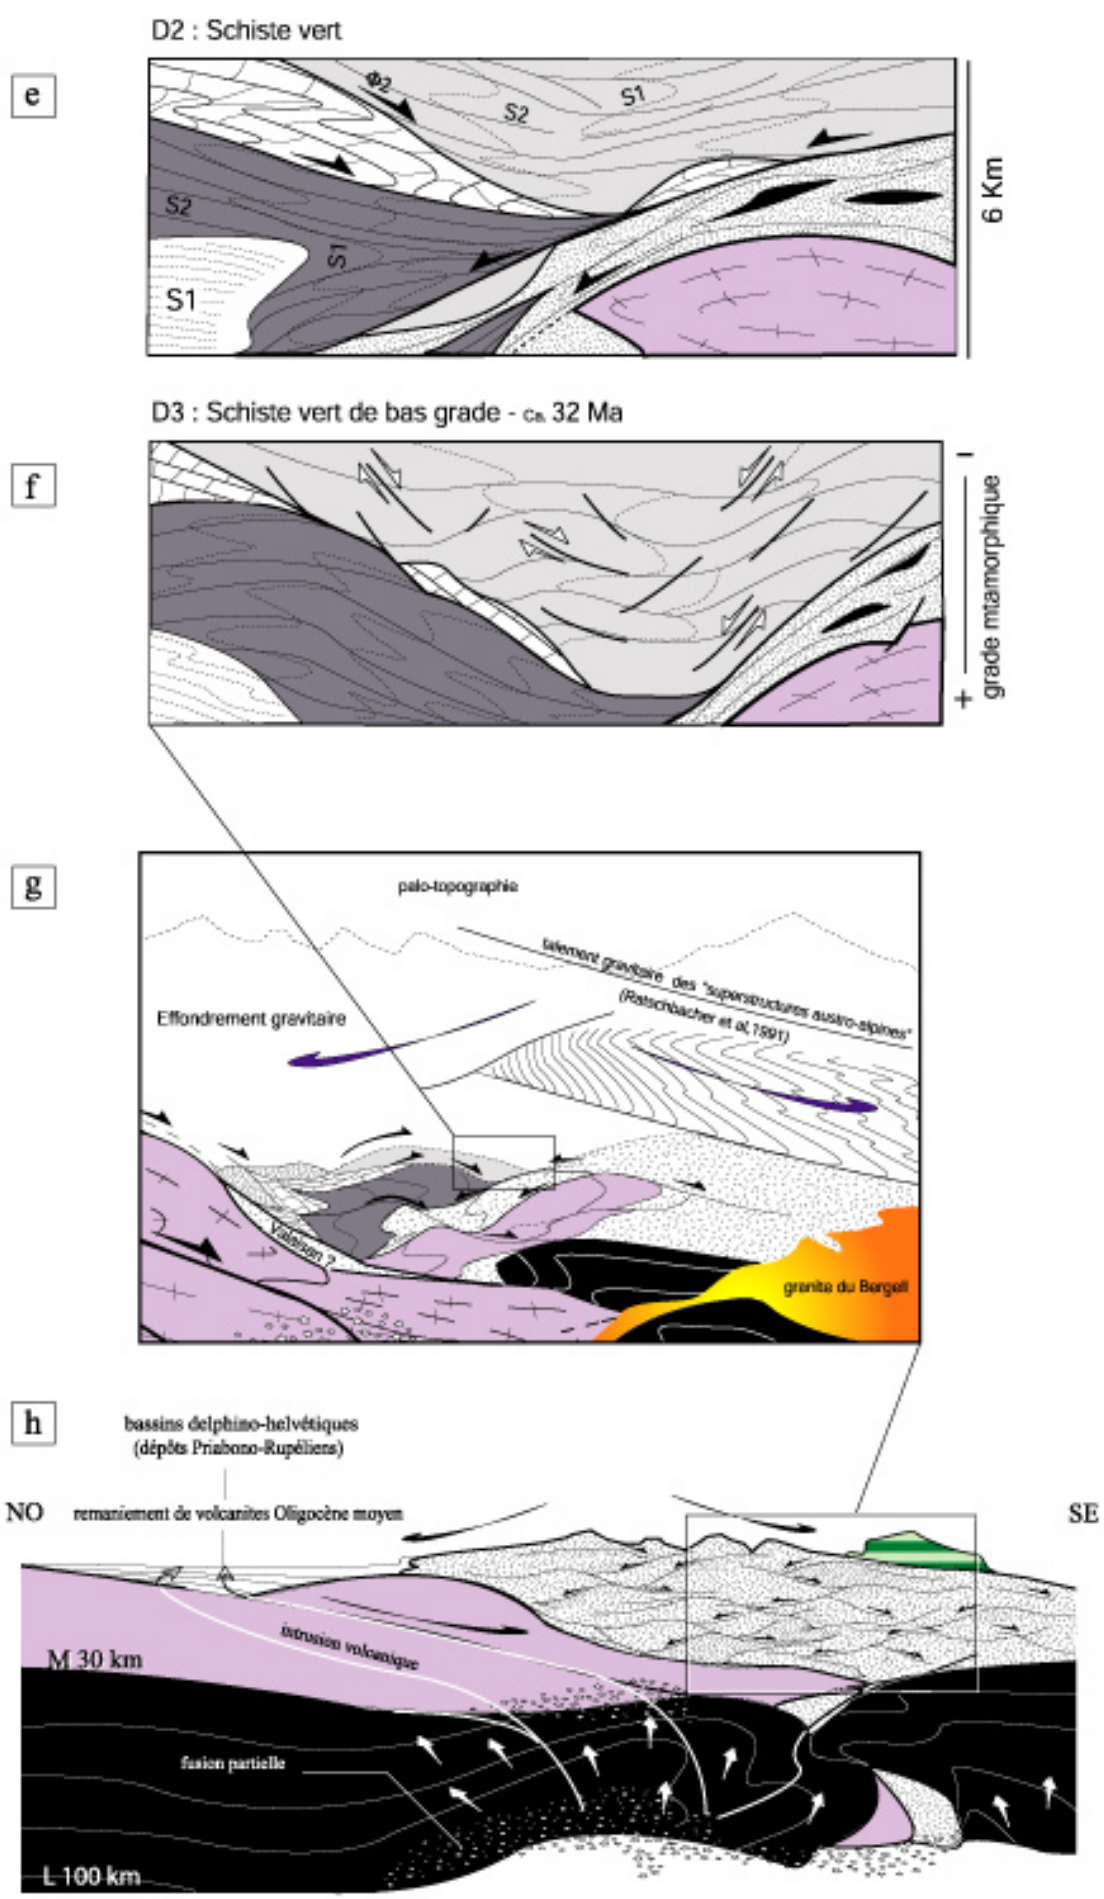 D2 : Schiste vert
e
Φ2
S2
S1
S2
S1
S1
6 Km
D3 : Schiste vert de bas grade - Ca. 32 Ma
f
−
grade mtamorphique
+
g
palo-topographie
talement gravitaire des "superstructures austro-alpines"
(Ratschbacher et al,1991)
Effondrement gravitaire
Valaisan ?
granite du Bergell
h
bassins delphino-helvétiques
(dépôts Priabono-Rupéliens)
NO
remaniement de volcanites Oligocène moyen
SE
intrusion volcanique
M 30 km
fusion partielle
L 100 km